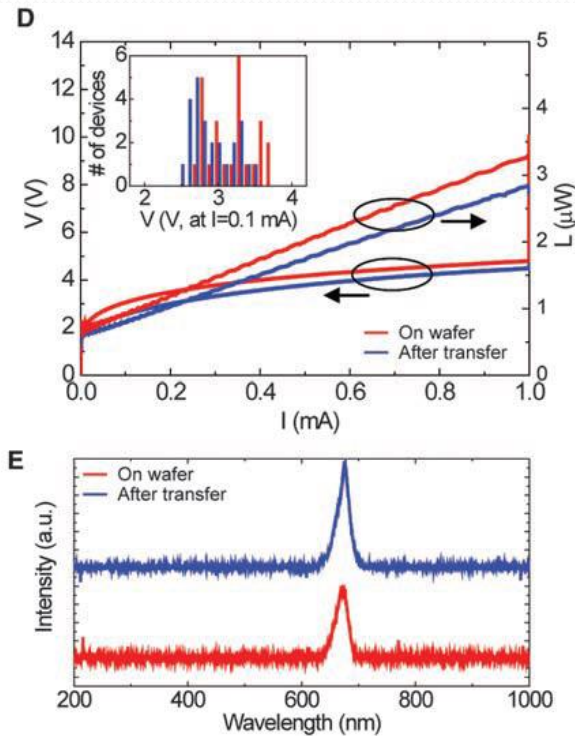 D
14
12
10
8
6
4
2
0
V (V)
6
4
2
0
# of devices
2
3
4
V (V, at I=0.1 mA)
5
4
3
2
1
0
L (μW)
On wafer
After transfer
0.0
0.2
0.4
0.6
0.8
1.0
I (mA)
E
On wafer
After transfer
Intensity (a.u.)
200
400
600
800
1000
Wavelength (nm)